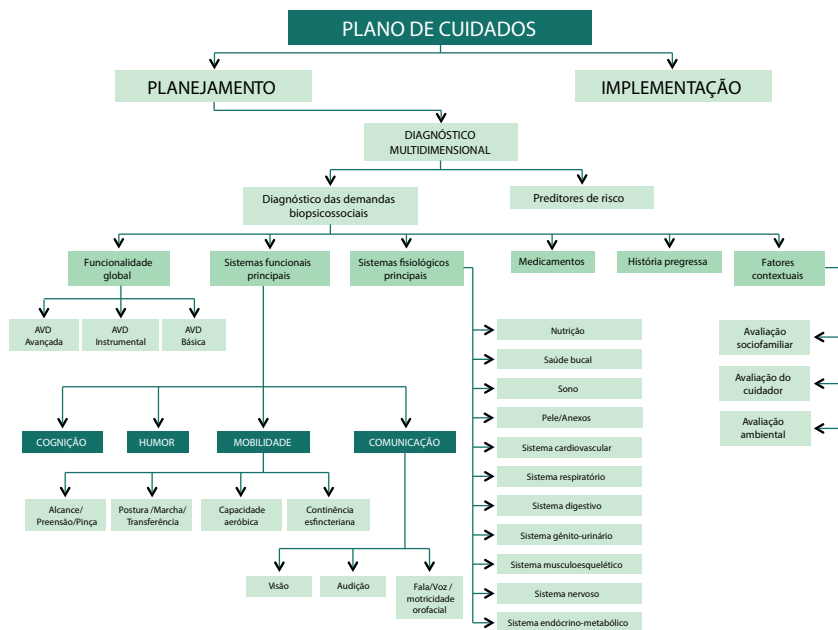 PLANO DE CUIDADOS
PLANEJAMENTO
IMPLEMENTAÇÃO
DIAGNÓSTICO
MULTIDIMENSIONAL
Diagnóstico das demandas
biopsicossociais
Preditores de risco
Funcionalidade
global
Sistemas funcionais
principais
Sistemas fisiológicos
principais
Medicamentos
História pregressa
Fatores
contextuais
AVD
Avançada
AVD
Instrumental
AVD
Básica
COGNIÇÃO
HUMOR
MOBILIDADE
COMUNICAÇÃO
Alcance/
Preensão/Pinça
Postura /Marcha/
Transferência
Capacidade
aeróbica
Continência
esfincteriana
Visão
Audição
Fala/Voz /
motricidade
orofacial
Nutrição
Saúde bucal
Sono
Pele/Anexos
Sistema cardiovascular
Sistema respiratório
Sistema digestivo
Sistema gênito-urinário
Sistema musculoesquelético
Sistema nervoso
Sistema endócrino-metabólico
Avaliação
sociofamiliar
Avaliação do
cuidador
Avaliação
ambiental